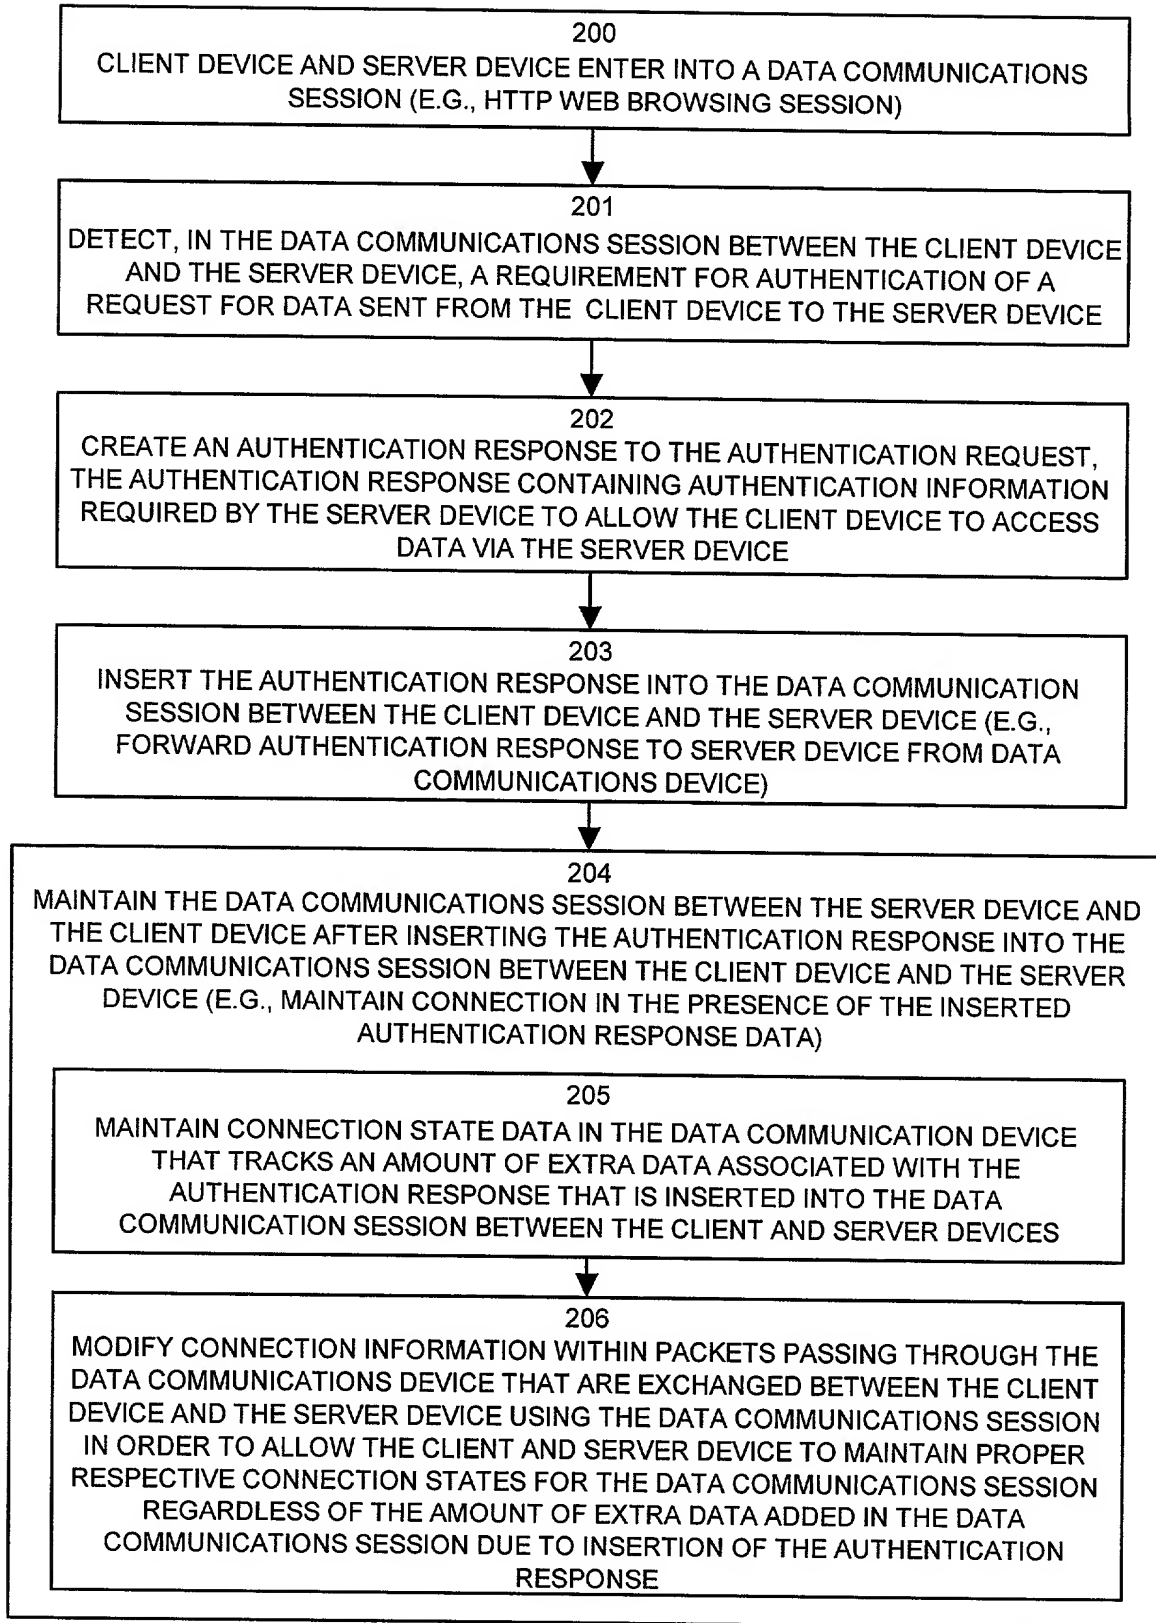 200
CLIENT DEVICE AND SERVER DEVICE ENTER INTO A DATA COMMUNICATIONS
SESSION (E.G., HTTP WEB BROWSING SESSION)
201
DETECT, IN THE DATA COMMUNICATIONS SESSION BETWEEN THE CLIENT DEVICE
AND THE SERVER DEVICE, A REQUIREMENT FOR AUTHENTICATION OF A
REQUEST FOR DATA SENT FROM THE CLIENT DEVICE TO THE SERVER DEVICE
202
CREATE AN AUTHENTICATION RESPONSE TO THE AUTHENTICATION REQUEST,
THE AUTHENTICATION RESPONSE CONTAINING AUTHENTICATION INFORMATION
REQUIRED BY THE SERVER DEVICE TO ALLOW THE CLIENT DEVICE TO ACCESS
DATA VIA THE SERVER DEVICE
203
INSERT THE AUTHENTICATION RESPONSE INTO THE DATA COMMUNICATION
SESSION BETWEEN THE CLIENT DEVICE AND THE SERVER DEVICE (E.G.,
FORWARD AUTHENTICATION RESPONSE TO SERVER DEVICE FROM DATA
COMMUNICATIONS DEVICE)
204
MAINTAIN THE DATA COMMUNICATIONS SESSION BETWEEN THE SERVER DEVICE AND
THE CLIENT DEVICE AFTER INSERTING THE AUTHENTICATION RESPONSE INTO THE
DATA COMMUNICATIONS SESSION BETWEEN THE CLIENT DEVICE AND THE SERVER
DEVICE (E.G., MAINTAIN CONNECTION IN THE PRESENCE OF THE INSERTED
AUTHENTICATION RESPONSE DATA)
205
MAINTAIN CONNECTION STATE DATA IN THE DATA COMMUNICATION DEVICE
THAT TRACKS AN AMOUNT OF EXTRA DATA ASSOCIATED WITH THE
AUTHENTICATION RESPONSE THAT IS INSERTED INTO THE DATA
COMMUNICATION SESSION BETWEEN THE CLIENT AND SERVER DEVICES
206
MODIFY CONNECTION INFORMATION WITHIN PACKETS PASSING THROUGH THE
DATA COMMUNICATIONS DEVICE THAT ARE EXCHANGED BETWEEN THE CLIENT
DEVICE AND THE SERVER DEVICE USING THE DATA COMMUNICATIONS SESSION
IN ORDER TO ALLOW THE CLIENT AND SERVER DEVICE TO MAINTAIN PROPER
RESPECTIVE CONNECTION STATES FOR THE DATA COMMUNICATIONS SESSION
REGARDLESS OF THE AMOUNT OF EXTRA DATA ADDED IN THE DATA
COMMUNICATIONS SESSION DUE TO INSERTION OF THE AUTHENTICATION
RESPONSE